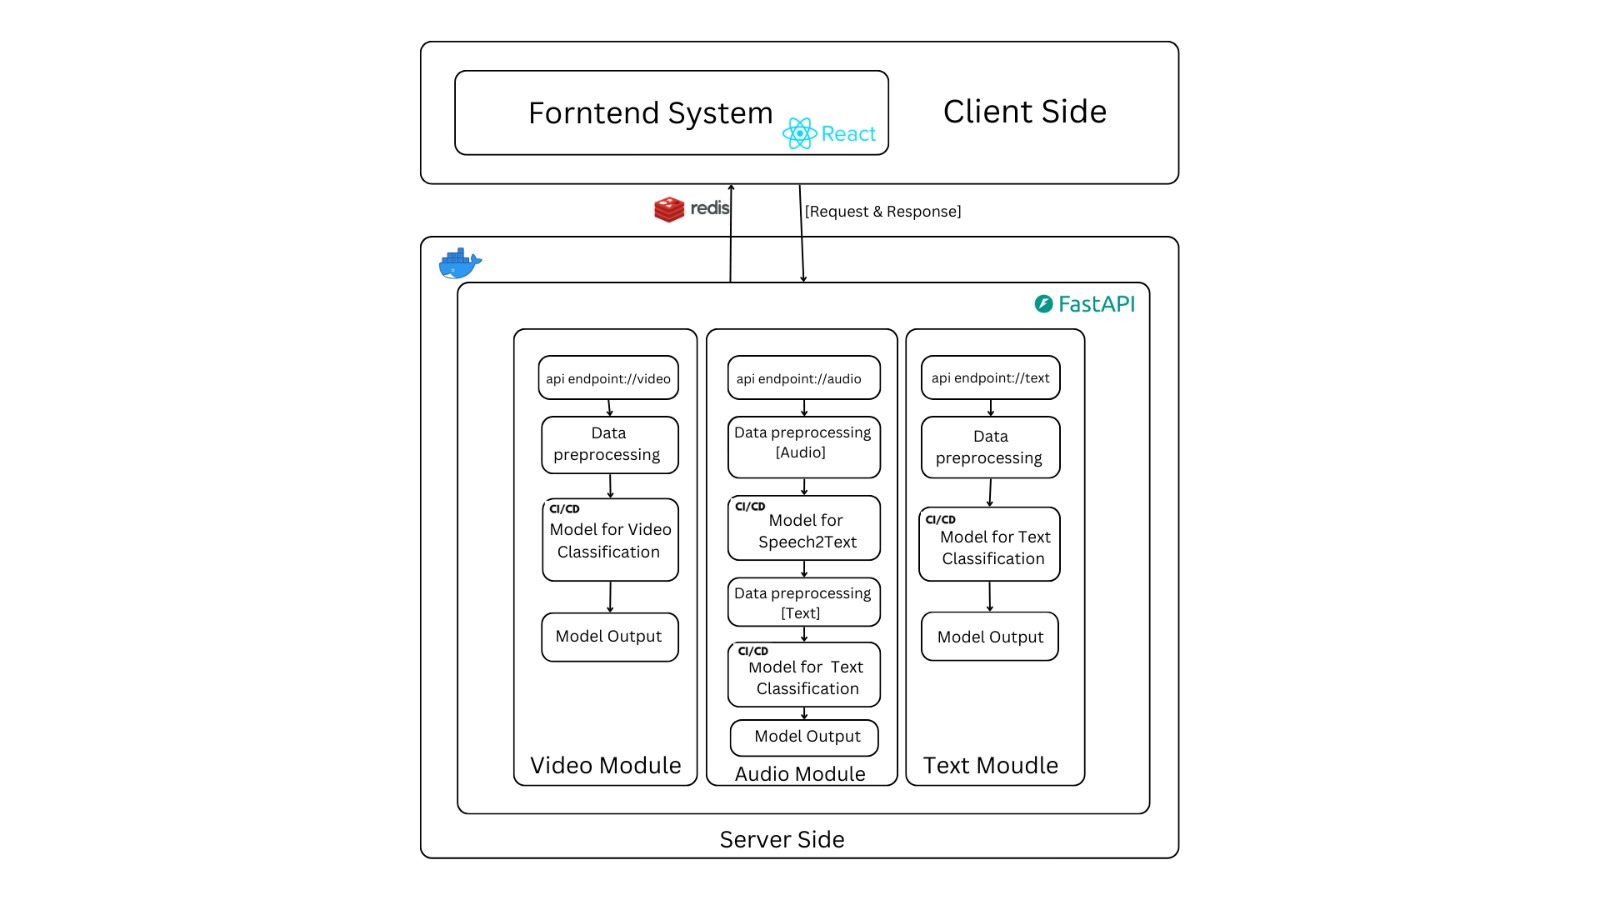 Forntend System
React
Client Side
redis
[Request & Response]
FastAPI
api endpoint://video
Data
preprocessing
CI/CD
Model for Video
Classification
Model Output
Video Module
api endpoint://audio
Data preprocessing
[Audio]
CI/CD
Model for
Speech2Text
Data preprocessing
[Text]
CI/CD
Model for Text
Classification
Model Output
Audio Module
api endpoint://text
Data
preprocessing
CI/CD
Model for Text
Classification
Model Output
Text Moudle
Server Side